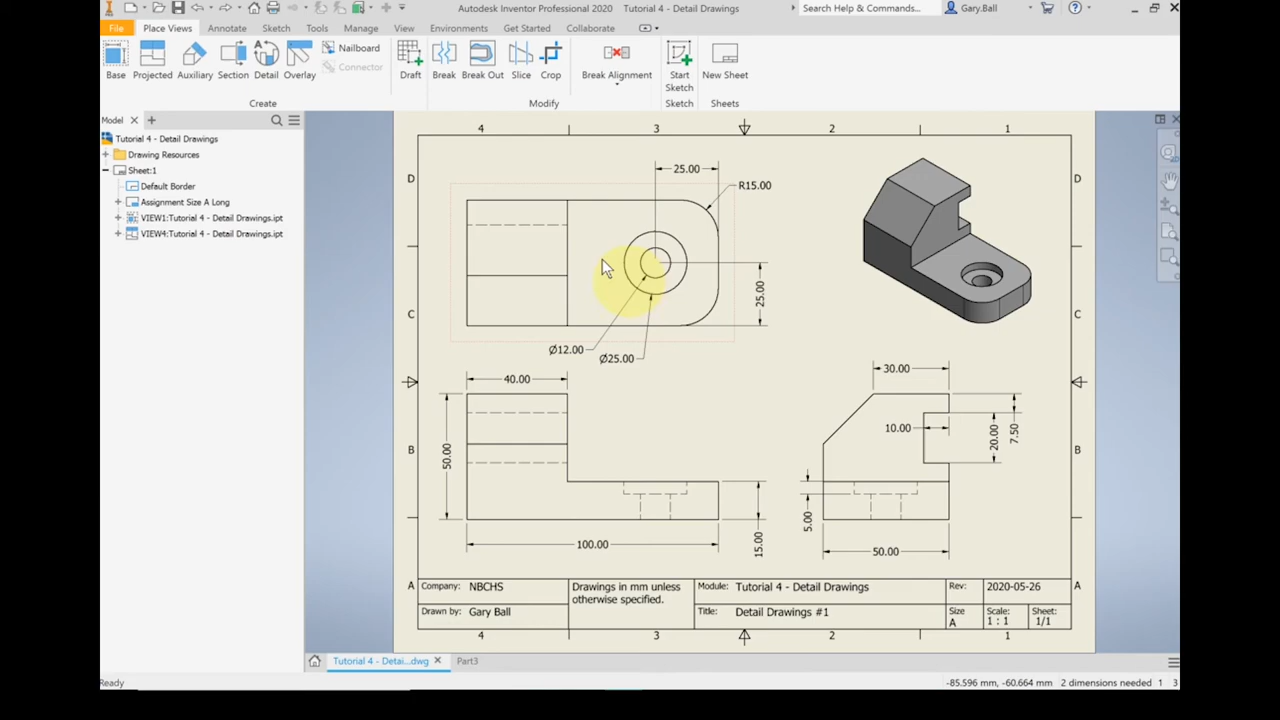 Autodesk Inventor Professional 2020 Tutorial 4 - Detail Drawings
Search Help & Commands...
Gary.Ball
File Place Views Annotate Sketch Tools Manage View Environments Get Started Collaborate
Base
Projected
Auxiliary
Section
Detail
Overlay
Nailboard
Connector
Draft
Break
Break Out
Slice
Crop
Break Alignment
Start
Sketch
New Sheet
Create
Modify
Sketch
Sheets
Model
Tutorial 4 - Detail Drawings
Drawing Resources
Sheet:1
Default Border
Assignment Size A Long
VIEW1:Tutorial 4 - Detail Drawings.ipt
VIEW4:Tutorial 4 - Detail Drawings.ipt
4 3 2 1
D D
25.00
R15.00
25.00
C C
Ø12.00
Ø25.00
40.00
30.00
50.00
10.00
20.00
7.50
B B
5.00
15.00
100.00
50.00
A A
Company: NBCHS
Drawn by: Gary Ball
Drawings in mm unless
otherwise specified.
Module: Tutorial 4 - Detail Drawings
Title: Detail Drawings #1
Rev: 2020-05-26
Size
A
Scale:
1 : 1
Sheet:
1/1
4 3 2 1
Tutorial 4 - Detai...dwg
Part3
Ready
-85.596 mm, -60.664 mm 2 dimensions needed 1 3